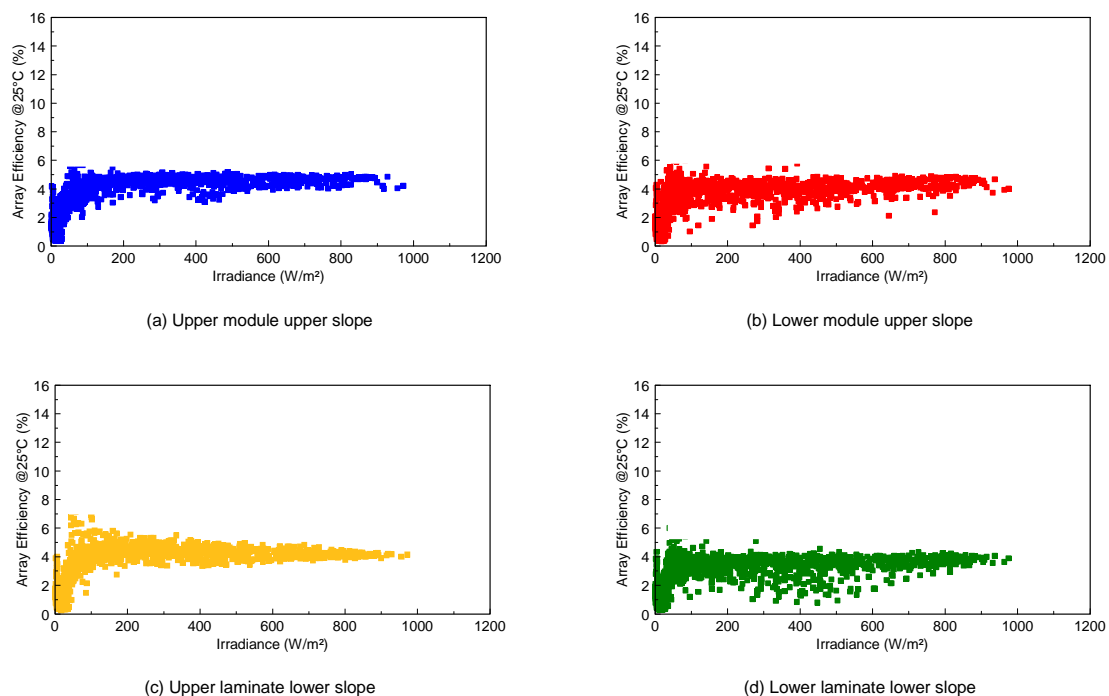 16
14
12
10
8
6
4
2
0
Array Efficiency @25°C (%)
0 200 400 600 800 1000 1200
Irradiance (W/m²)
(a) Upper module upper slope
16
14
12
10
8
6
4
2
0
Array Efficiency @25°C (%)
0 200 400 600 800 1000 1200
Irradiance (W/m²)
(b) Lower module upper slope
16
14
12
10
8
6
4
2
0
Array Efficiency @25°C (%)
0 200 400 600 800 1000 1200
Irradiance (W/m²)
(c) Upper laminate lower slope
16
14
12
10
8
6
4
2
0
Array Efficiency @25°C (%)
0 200 400 600 800 1000 1200
Irradiance (W/m²)
(d) Lower laminate lower slope